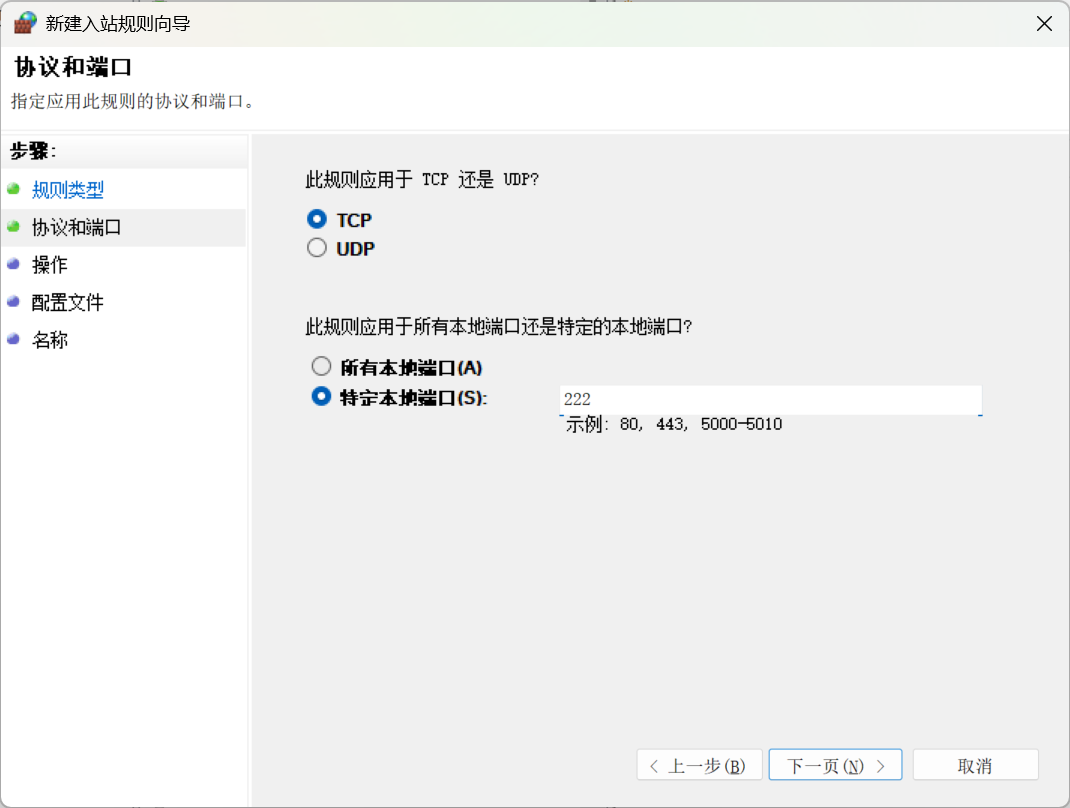 新建入站规则向导
协议和端口
指定应用此规则的协议和端口。
步骤:
规则类型
协议和端口
操作
配置文件
名称
此规则应用于 TCP 还是 UDP?
TCP
UDP
此规则应用于所有本地端口还是特定的本地端口?
所有本地端口(A)
特定本地端口(S):
222
示例: 80, 443, 5000-5010
< 上一步(B)
下一页(N) >
取消